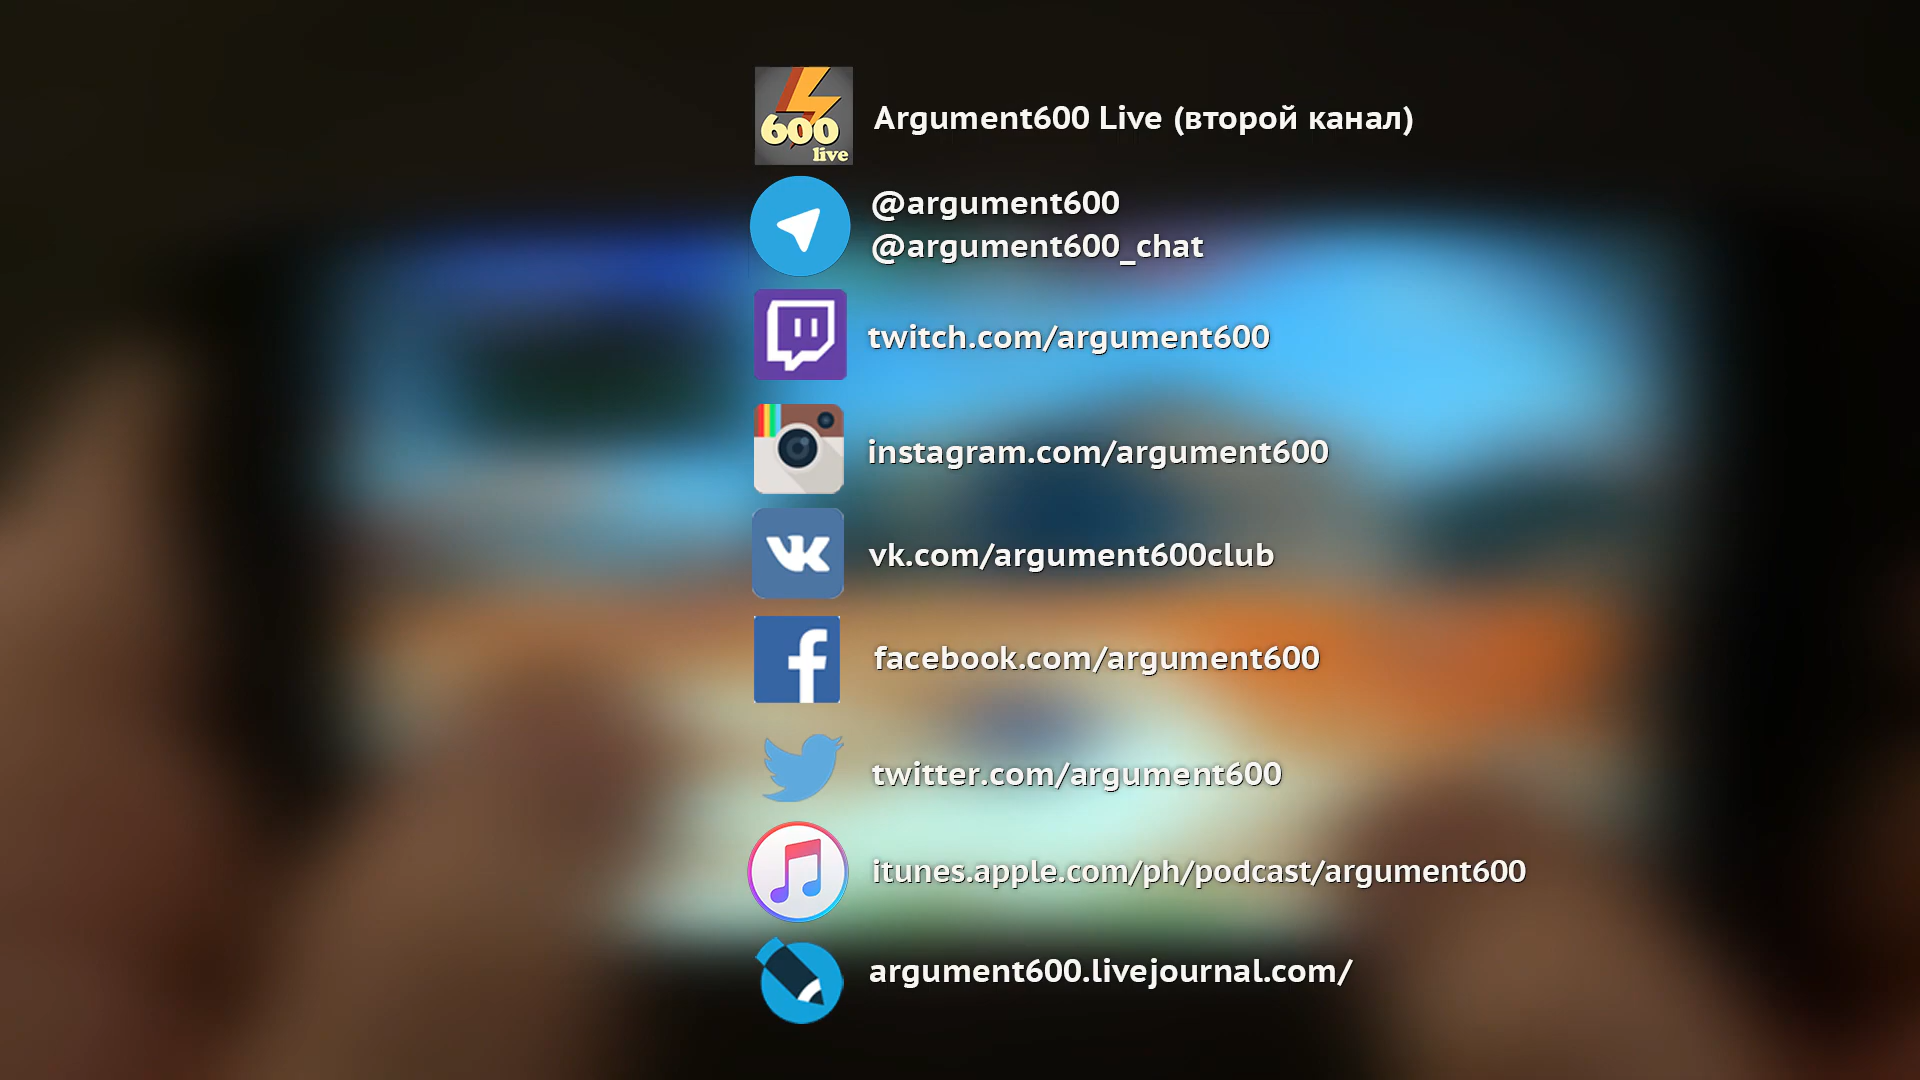 600
live
Argument600 Live (второй канал)
@argument600
@argument600_chat
twitch.com/argument600
instagram.com/argument600
vk.com/argument600club
facebook.com/argument600
twitter.com/argument600
itunes.apple.com/ph/podcast/argument600
argument600.livejournal.com/